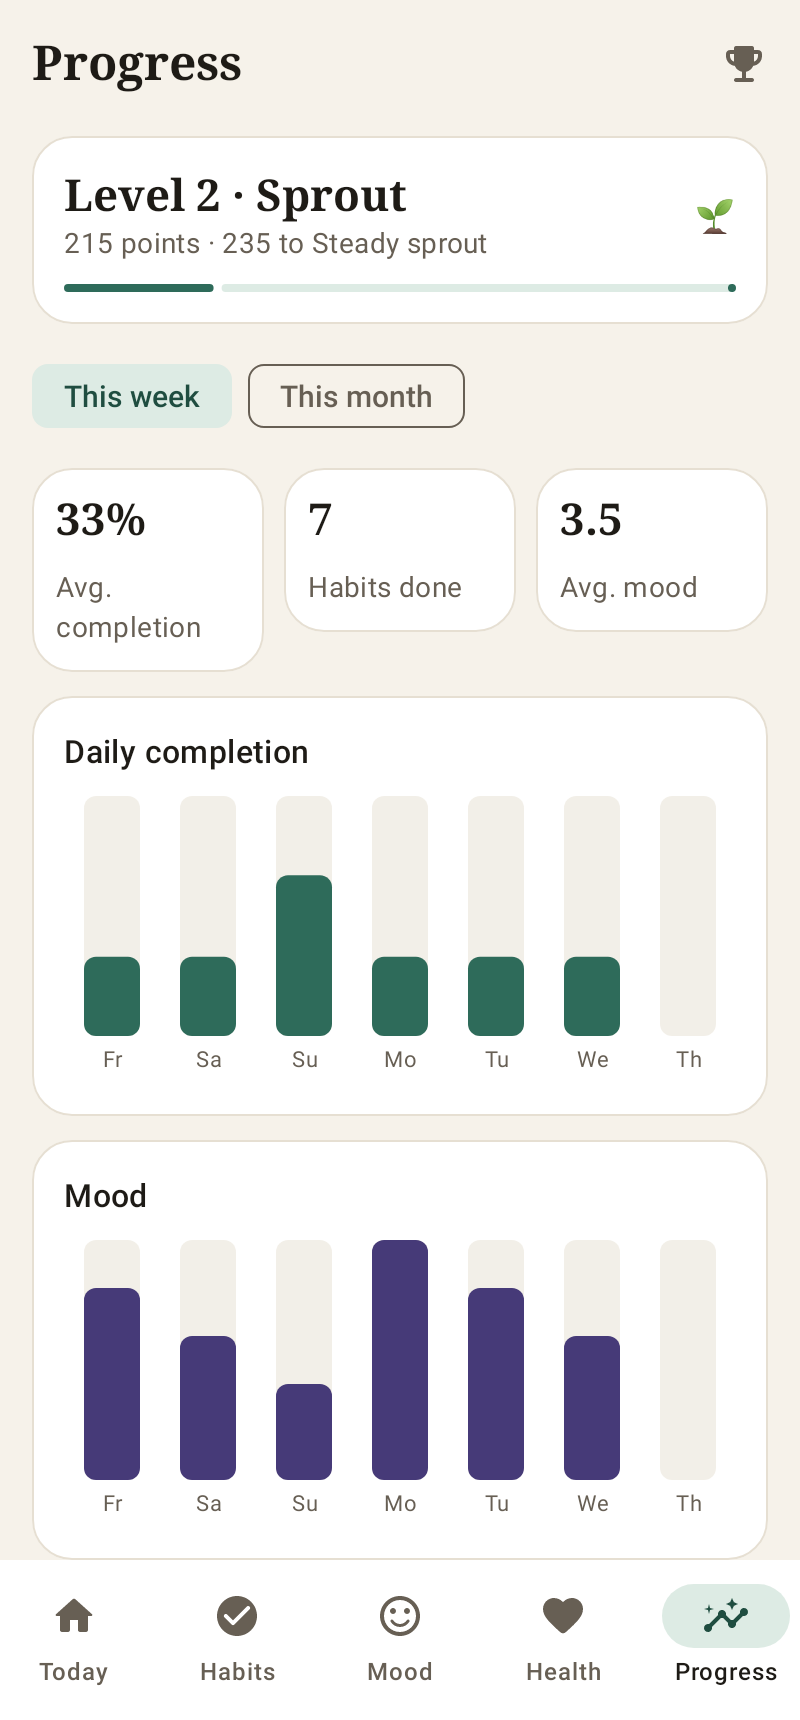 Progress
Level 2 · Sprout
215 points · 235 to Steady sprout
This week
This month
33%
Avg.
completion
7
Habits done
3.5
Avg. mood
Daily completion
Fr Sa Su Mo Tu We Th
Mood
Fr Sa Su Mo Tu We Th
Today Habits Mood Health Progress